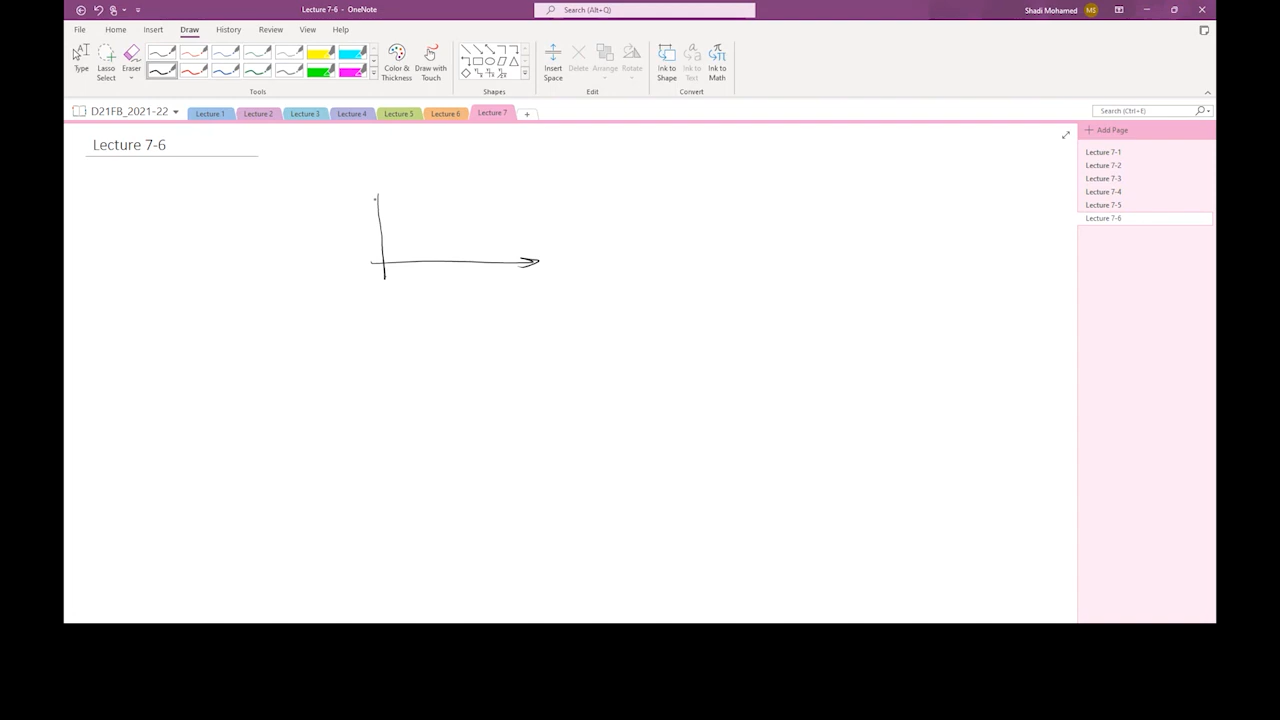 Lecture 7-6 - OneNote
Search (Alt+Q)
Shadi Mohamed MS
File Home Insert Draw History Review View Help
Type
Lasso Select
Eraser
Color & Thickness
Draw with Touch
Insert Space
Delete
Arrange
Rotate
Ink to Shape
Ink to Text
Ink to Math
Tools Shapes Edit Convert
D21FB_2021-22 Lecture 1 Lecture 2 Lecture 3 Lecture 4 Lecture 5 Lecture 6 Lecture 7 Search (Ctrl+E)
Add Page
Lecture 7-6
Lecture 7-1
Lecture 7-2
Lecture 7-3
Lecture 7-4
Lecture 7-5
Lecture 7-6